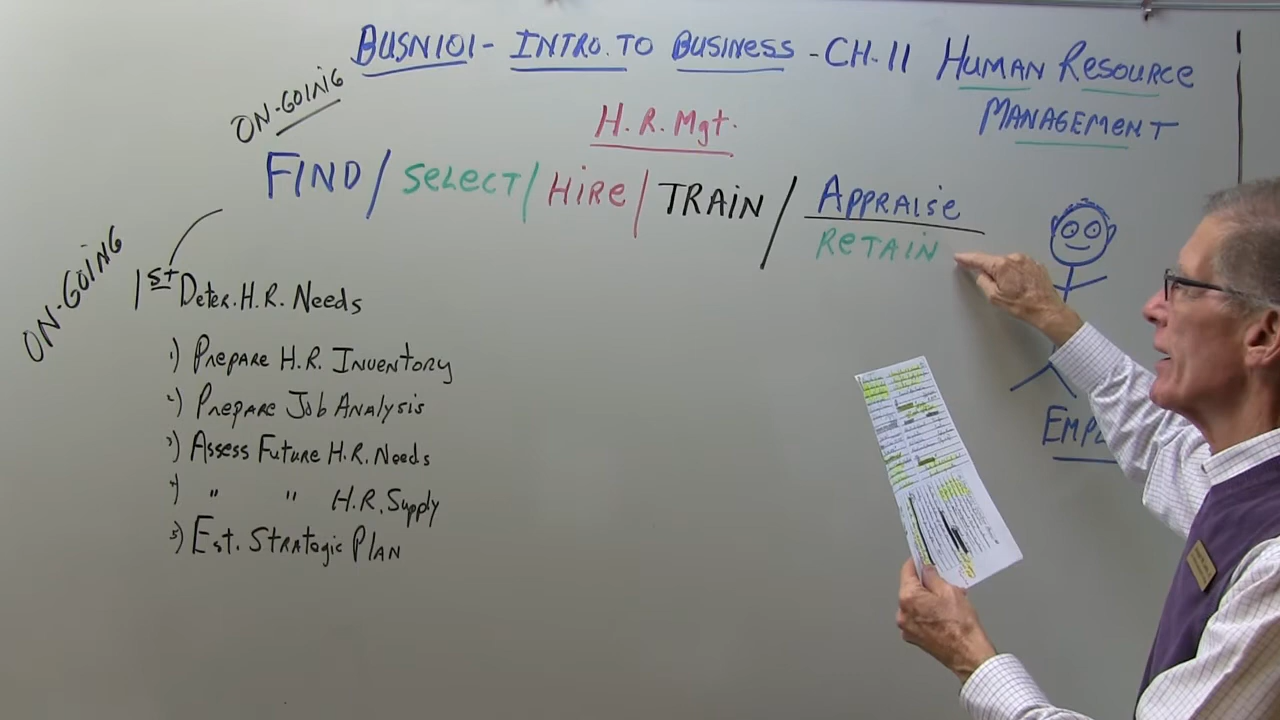 BUSN101- INTRO. TO BUSINESS - CH. 11 HUMAN RESOURCE
MANAGEMENT
ON-GOING
H.R. Mgt.
FIND / SELECT / HIRE / TRAIN / APPRAISE
RETAIN
ON-GOING
1st Deter. H.R. Needs
1) Prepare H.R. Inventory
2) Prepare Job Analysis
3) Assess Future H.R. Needs
4) " " H.R. Supply
5) Est. Strategic Plan
EMPL